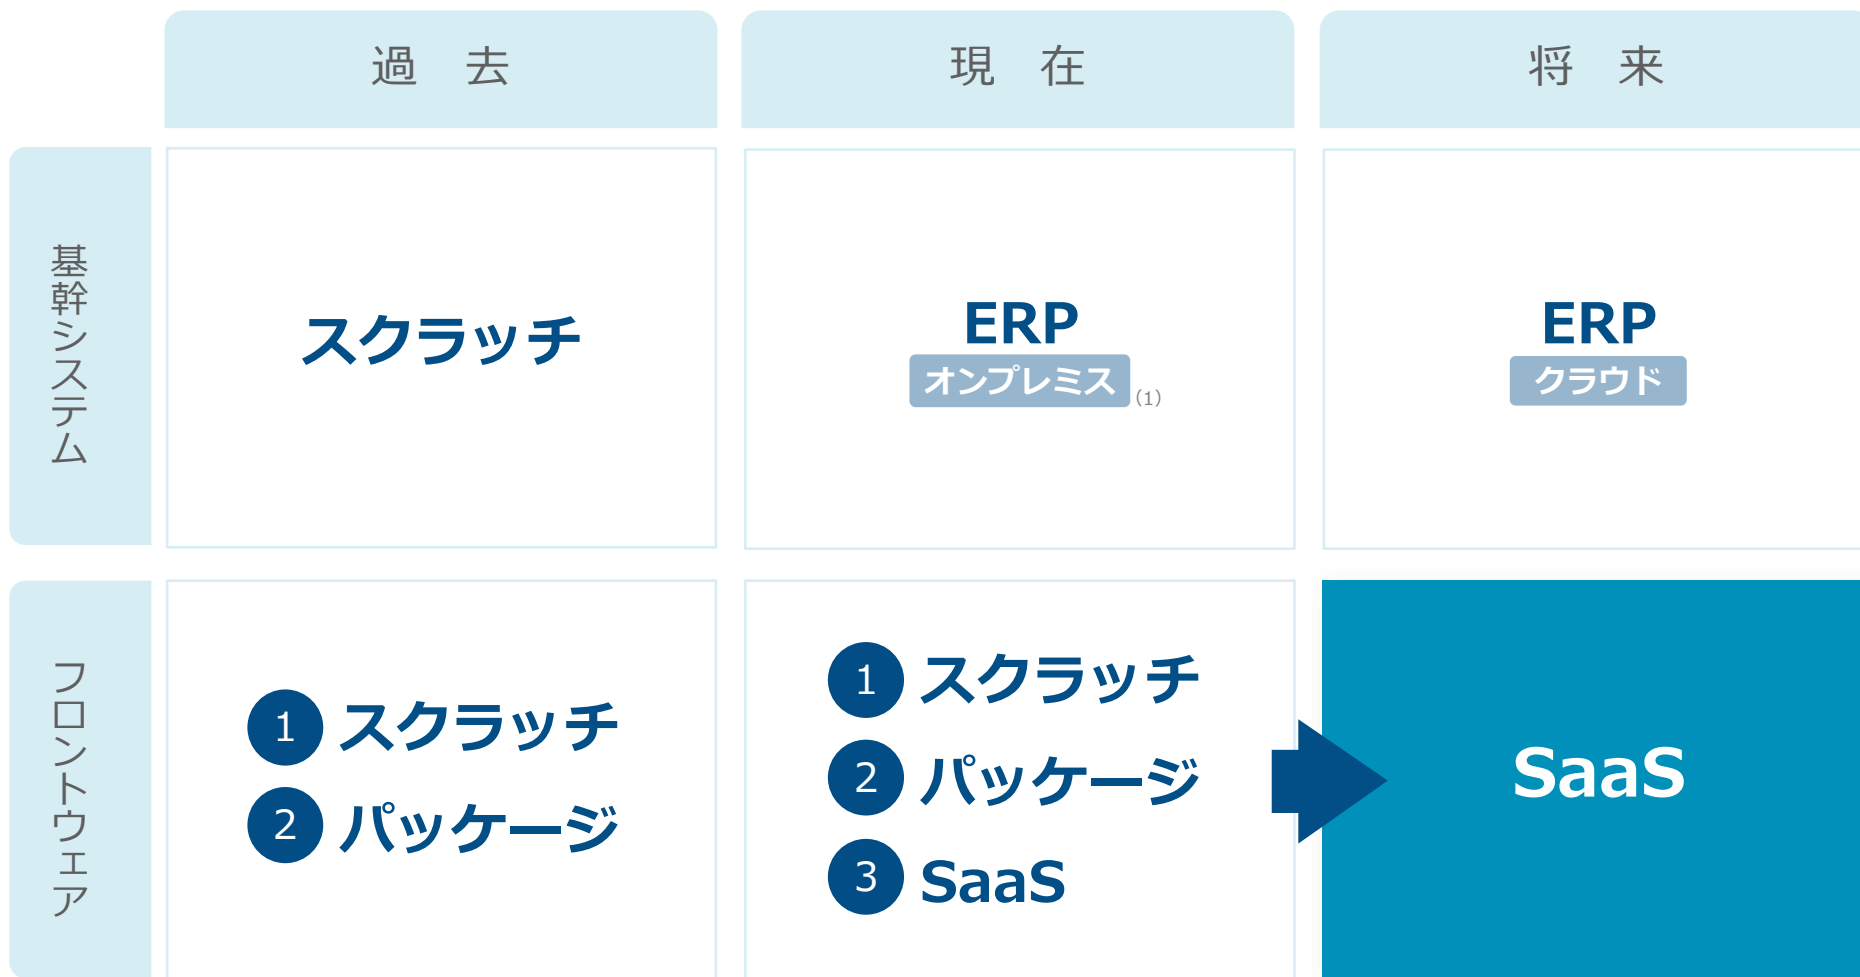 過 去
現 在
将 来
基幹システム
スクラッチ
ERP
オンプレミス (1)
ERP
クラウド
フロントウェア
1 スクラッチ
2 パッケージ
1 スクラッチ
2 パッケージ
3 SaaS
SaaS